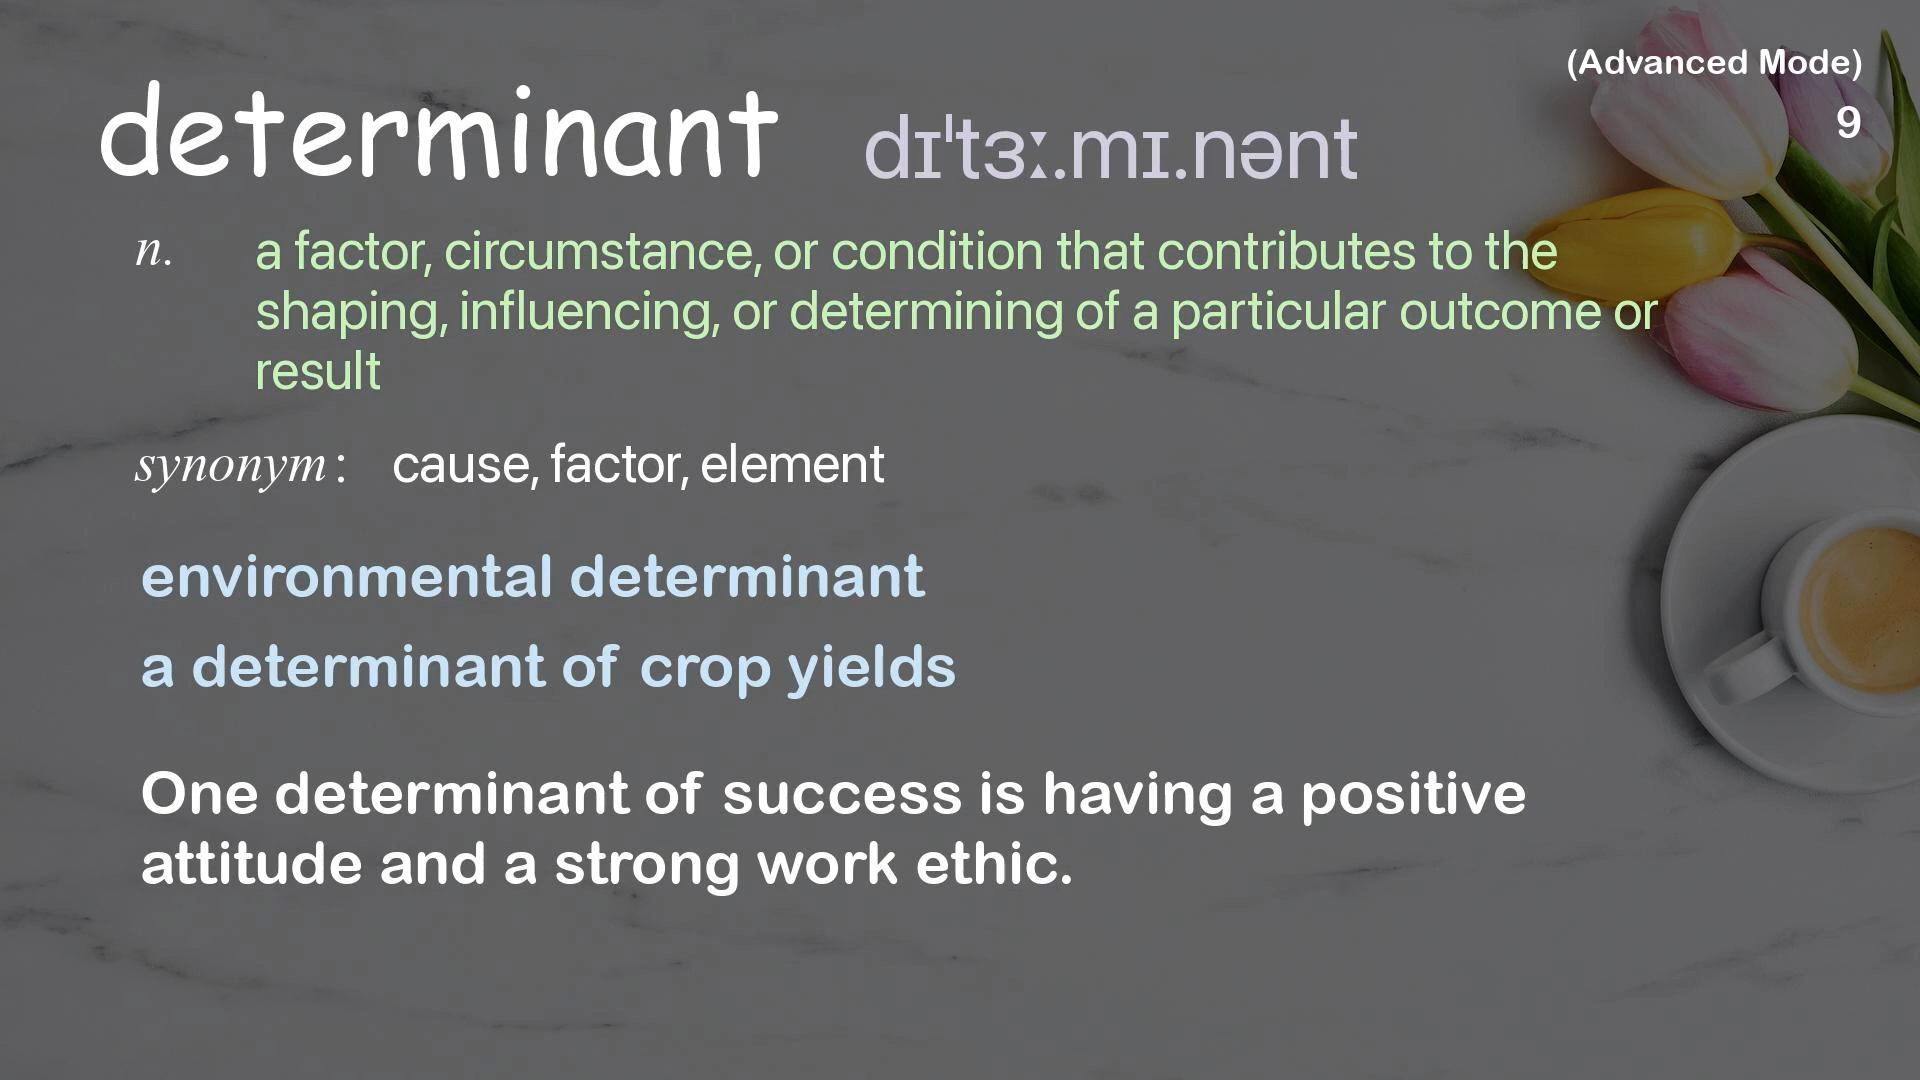 (Advanced Mode)
9
determinant dɪˈtɜː.mɪ.nənt
n. a factor, circumstance, or condition that contributes to the
shaping, influencing, or determining of a particular outcome or
result
synonym: cause, factor, element
environmental determinant
a determinant of crop yields
One determinant of success is having a positive
attitude and a strong work ethic.